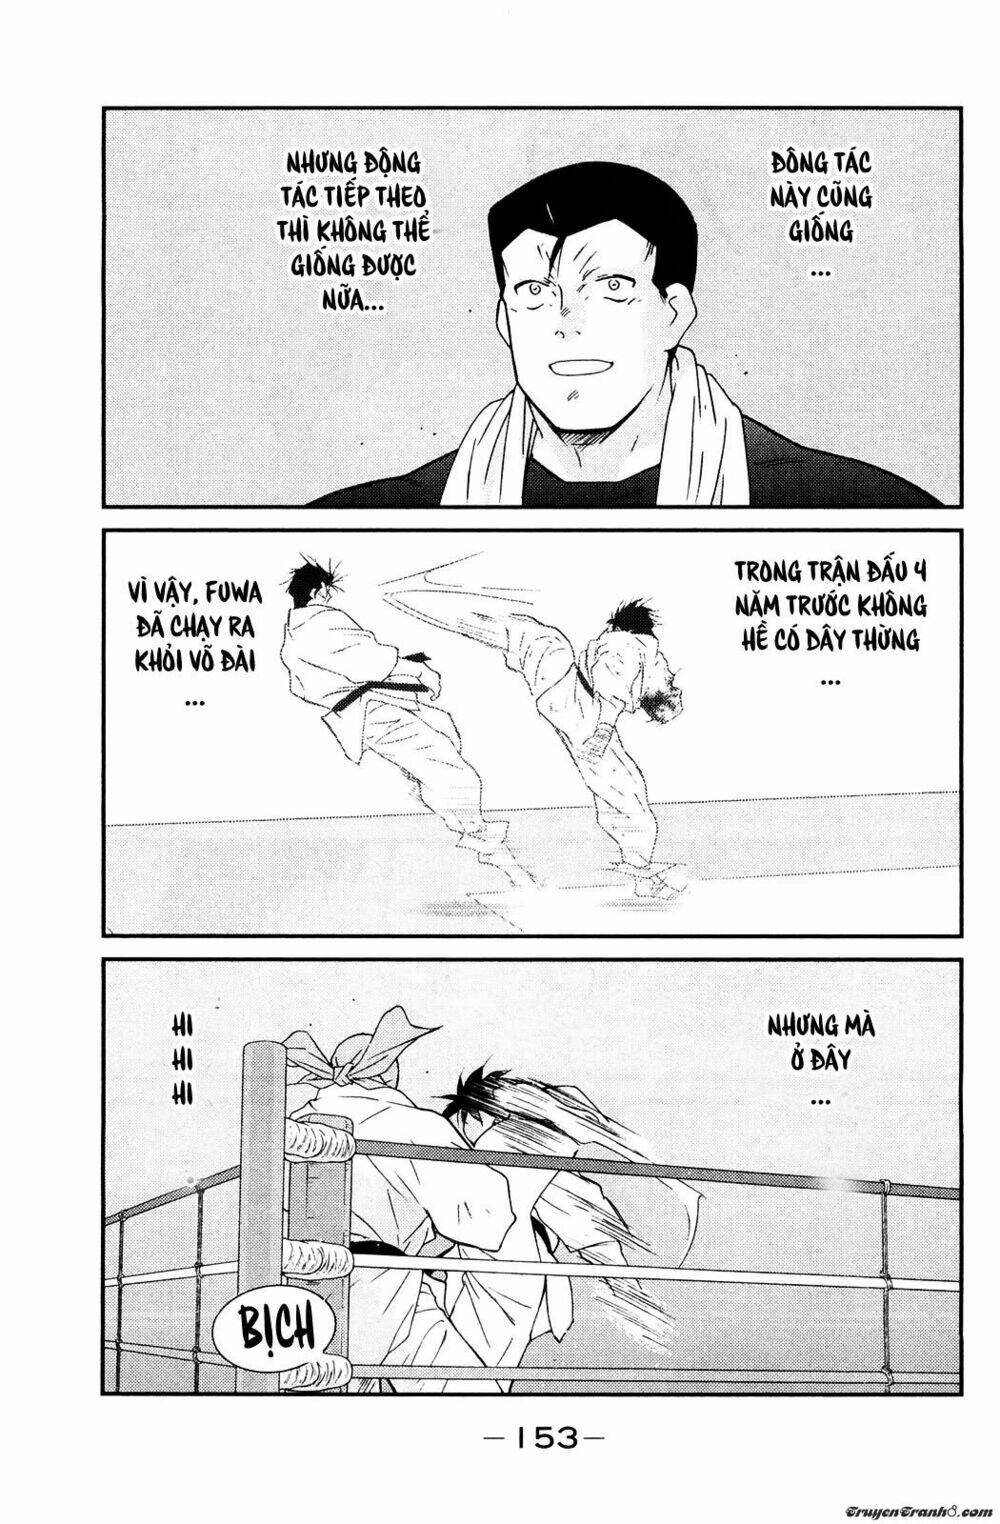 ĐÔNG TÁC
NÀY CŨNG
GIỐNG
...
NHƯNG ĐỘNG
TÁC TIẾP THEO
THÌ KHÔNG THỂ
GIỐNG ĐƯỢC
NỮA...
TRONG TRẬN ĐẤU 4
NĂM TRƯỚC KHÔNG
HỀ CÓ DÂY THỪNG
...
VÌ VẬY, FUWA
ĐÃ CHẠY RA
KHỎI VÕ ĐÀI
...
NHƯNG MÀ
Ở ĐÂY
...
HI
HI
HI
BỊCH
—153—
TruyenTranh8.com